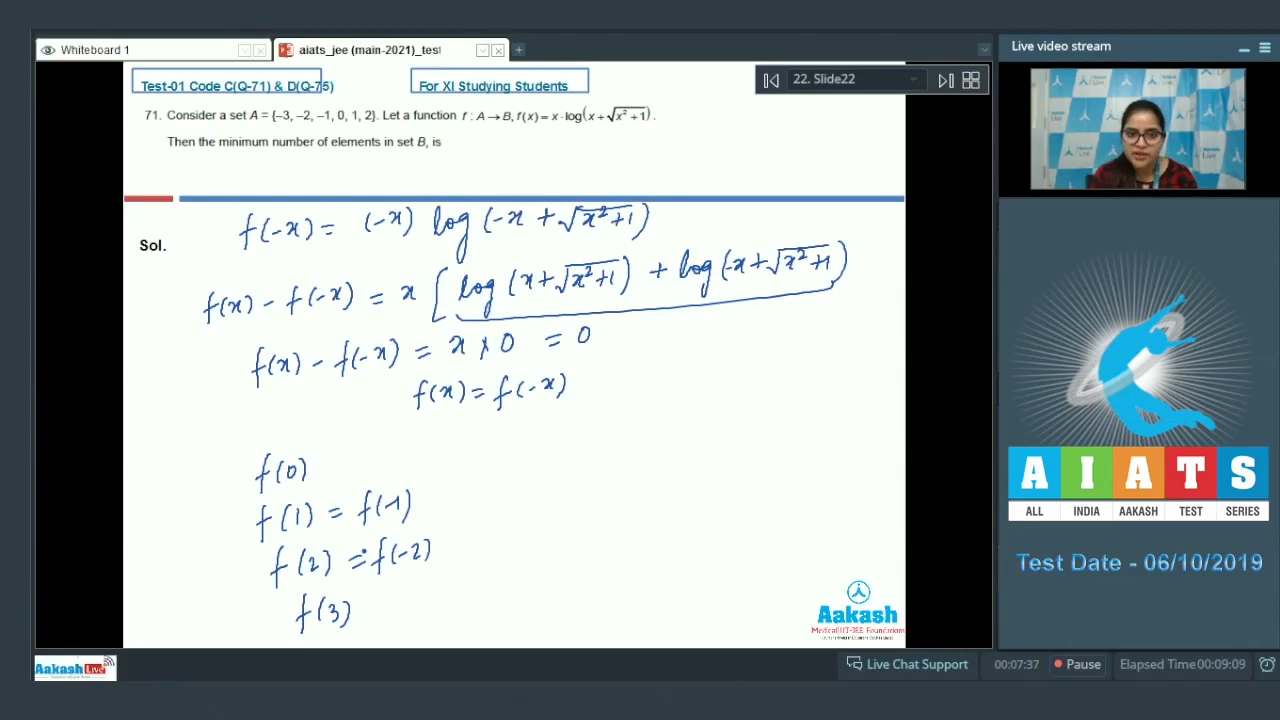 Whiteboard 1
aiats_jee (main-2021)_test
Live video stream
Test-01 Code C(Q-71) & D(Q-75)
For XI Studying Students
22. Slide22
71. Consider a set A = {–3, –2, –1, 0, 1, 2}. Let a function f : A → B, f(x) = x · log(x + √(x² + 1)).
Then the minimum number of elements in set B, is
Sol.
f(-x) = (-x) log(-x + √(x²+1))
f(x) - f(-x) = x [log(x+√(x²+1)) + log(-x+√(x²+1))
f(x) - f(-x) = x × 0 = 0
f(x) = f(-x)
f(0)
f(1) = f(-1)
f(2) = f(-2)
f(3)
AIATS
ALL INDIA AAKASH TEST SERIES
Test Date - 06/10/2019
Aakash
Medical|IIT-JEE|Foundations
Aakash Live
Live Chat Support
00:07:37
Pause
Elapsed Time 00:09:09